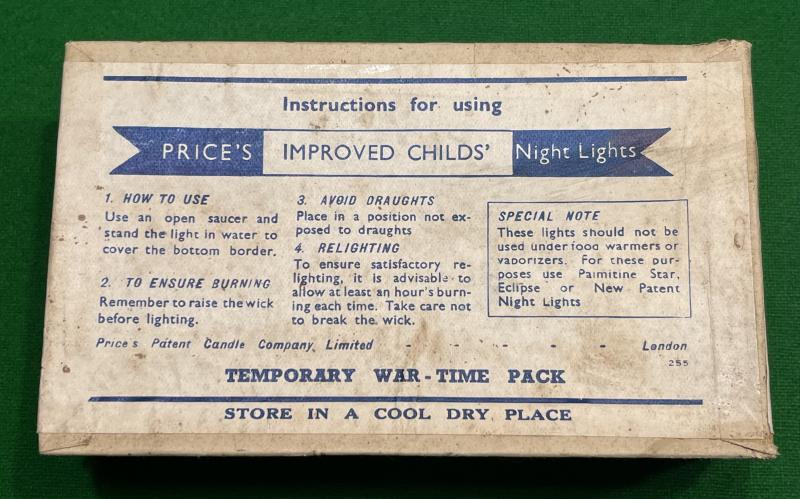 Instructions for using
PRICE'S IMPROVED CHILDS' Night Lights
1. HOW TO USE
Use an open saucer and
stand the light in water to
cover the bottom border.
2. TO ENSURE BURNING
Remember to raise the wick
before lighting.
3. AVOID DRAUGHTS
Place in a position not ex-
posed to draughts
4. RELIGHTING
To ensure satisfactory re-
lighting, it is advisable to
allow at least an hour's burn-
ing each time. Take care not
to break the wick.
SPECIAL NOTE
These lights should not be
used under food warmers or
vaporizers. For these pur-
poses use Palmitine Star,
Eclipse or New Patent
Night Lights
Price's Patent Candle Company, Limited - - - - - London
255
TEMPORARY WAR-TIME PACK
STORE IN A COOL DRY PLACE